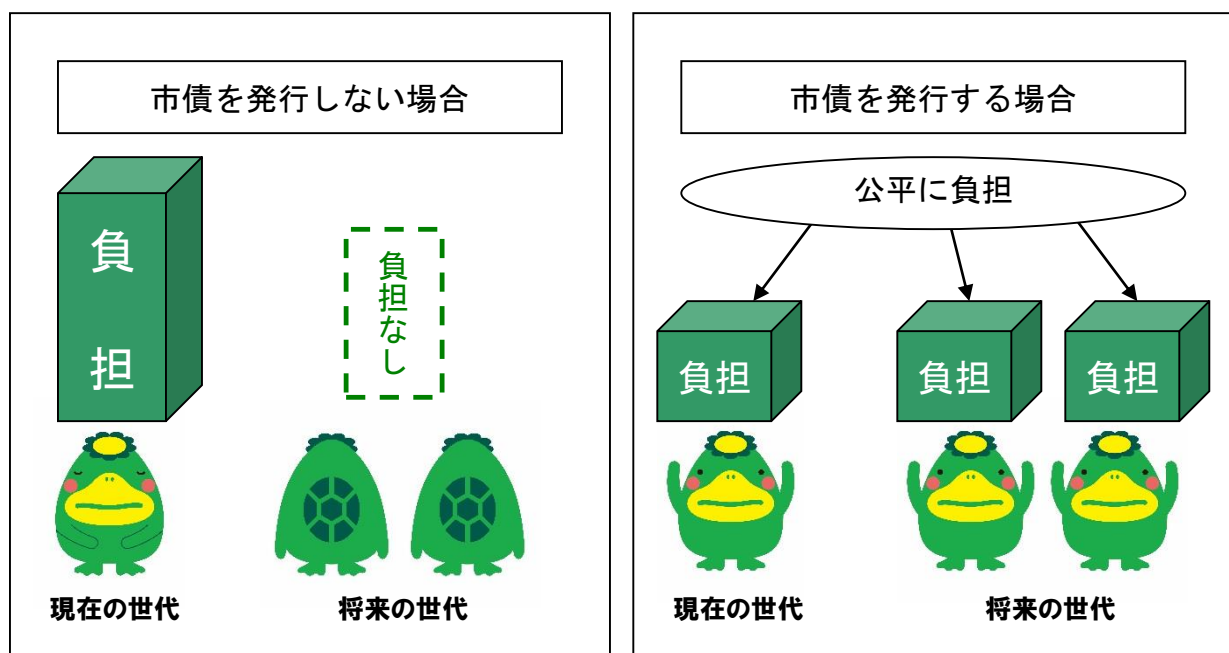 市債を発行しない場合
負担
負担なし
現在の世代
将来の世代
市債を発行する場合
公平に負担
負担
負担
負担
現在の世代
将来の世代